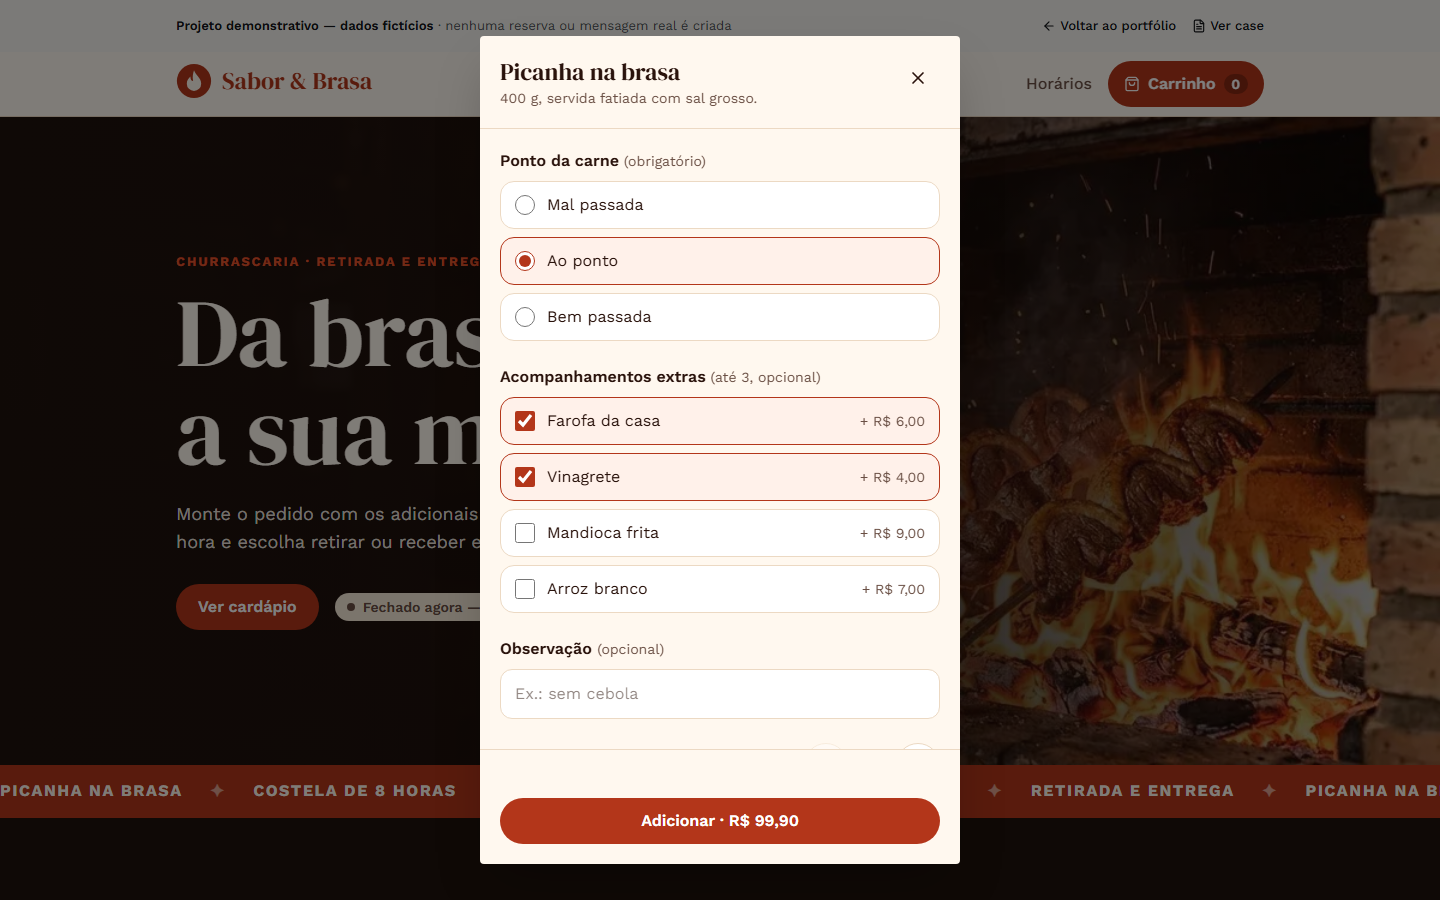 Projeto demonstrativo — dados fictícios · nenhuma reserva ou mensagem real é criada
Voltar ao portfólio
Ver case
Sabor & Brasa
Horários
Carrinho 0
Picanha na brasa
400 g, servida fatiada com sal grosso.
Ponto da carne (obrigatório)
Mal passada
Ao ponto
Bem passada
Acompanhamentos extras (até 3, opcional)
Farofa da casa + R$ 6,00
Vinagrete + R$ 4,00
Mandioca frita + R$ 9,00
Arroz branco + R$ 7,00
Observação (opcional)
Ex.: sem cebola
Adicionar · R$ 99,90
CHURRASCARIA · RETIRADA E ENTREG
Da bras
a sua m
Monte o pedido com os adicionais
hora e escolha retirar ou receber e
Ver cardápio
Fechado agora —
PICANHA NA BRASA ✦ COSTELA DE 8 HORAS ✦ RETIRADA E ENTREGA ✦ PICANHA NA B